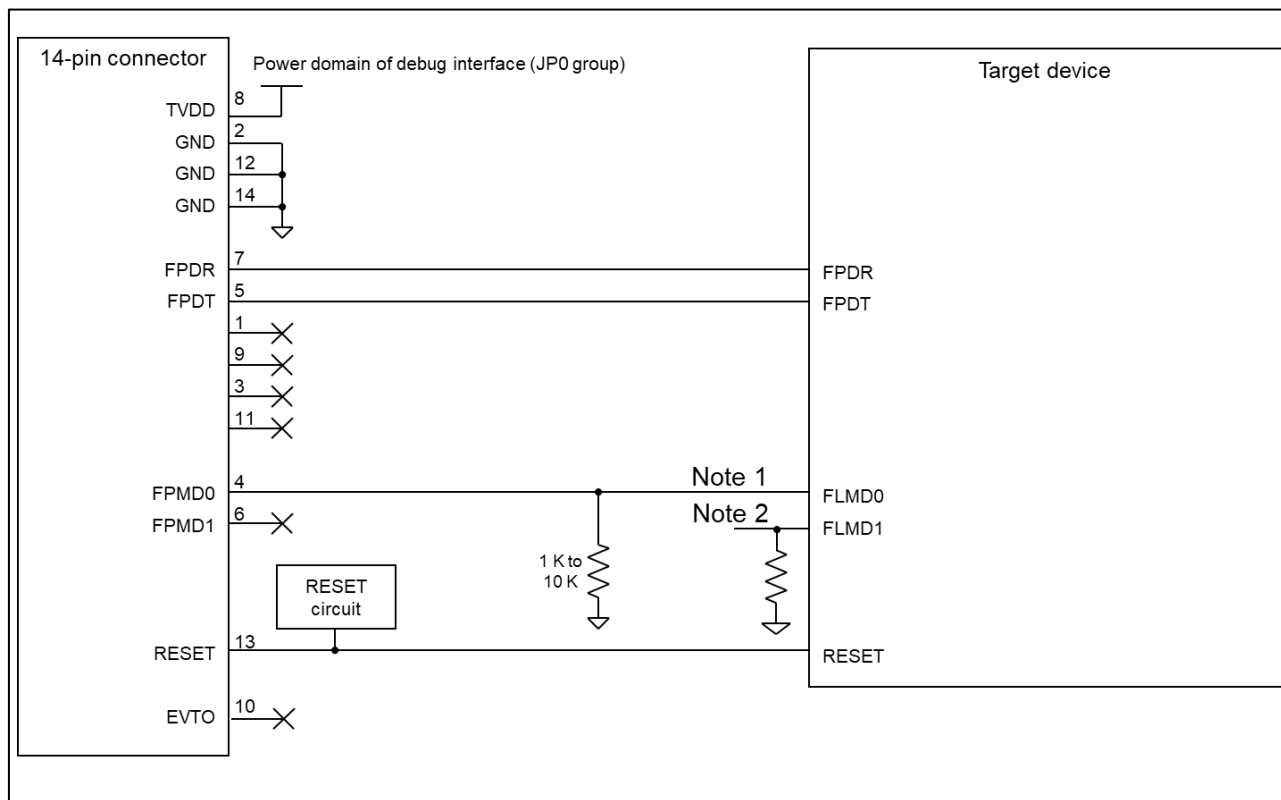 14-pin connector
Power domain of debug interface (JP0 group)
Target device
TVDD 8
GND 2
GND 12
GND 14
FPDR 7 FPDR
FPDT 5 FPDT
1
9
3
11
FPMD0 4 Note 1 FLMD0
FPMD1 6 Note 2 FLMD1
1 K to
10 K
RESET
circuit
RESET 13 RESET
EVTO 10